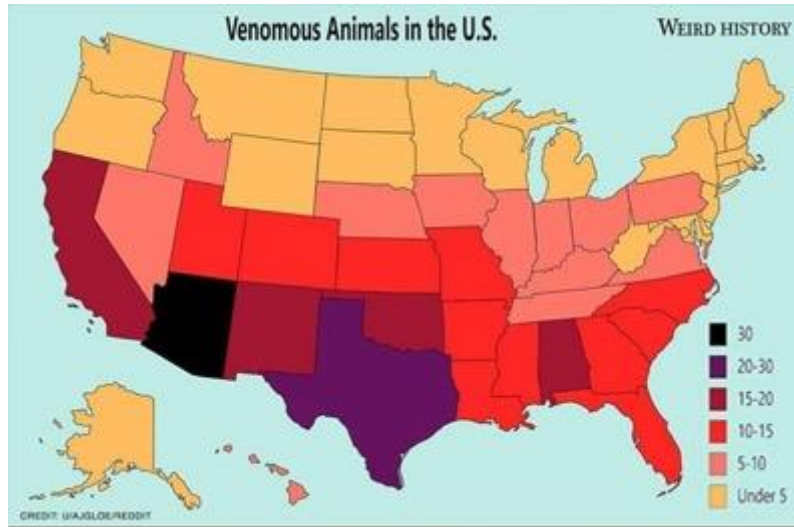 Venomous Animals in the U.S.
WEIRD HISTORY
30
20-30
15-20
10-15
5-10
Under 5
CREDIT: U/AJGLOE/REDDIT